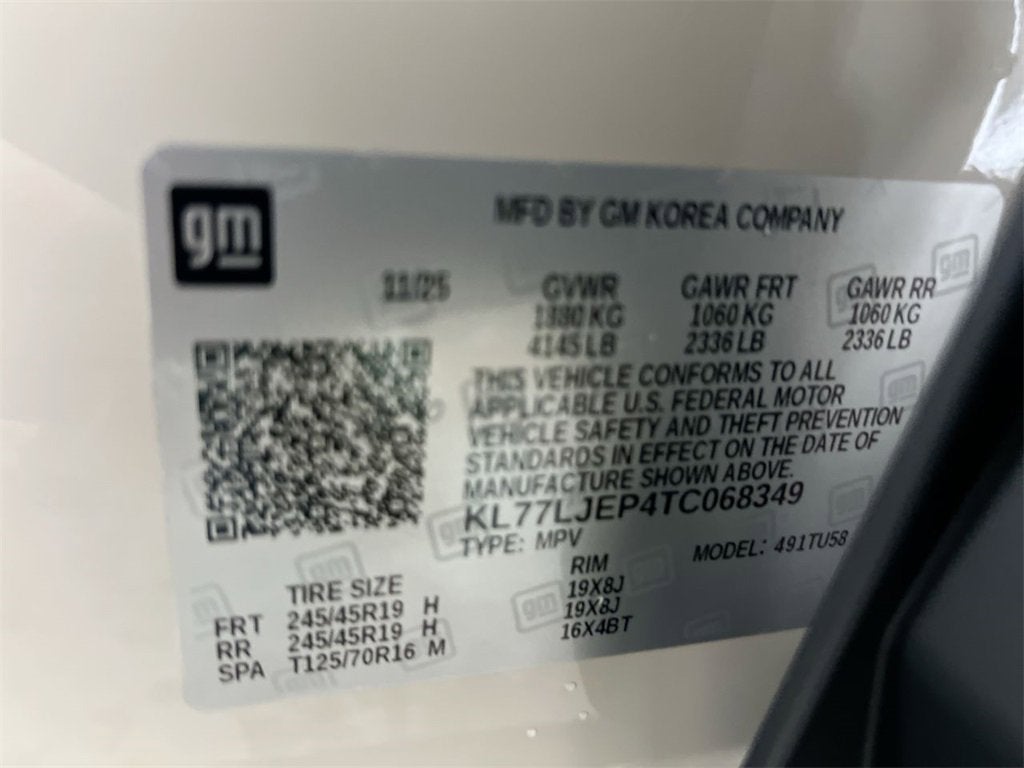 gm
MFD BY GM KOREA COMPANY
11/25 GVWR GAWR FRT GAWR RR
1880 KG 1060 KG 1060 KG
4145 LB 2336 LB 2336 LB
THIS VEHICLE CONFORMS TO ALL
APPLICABLE U.S. FEDERAL MOTOR
VEHICLE SAFETY AND THEFT PREVENTION
STANDARDS IN EFFECT ON THE DATE OF
MANUFACTURE SHOWN ABOVE.
KL77LJEP4TC068349
TYPE: MPV MODEL: 491TU58
TIRE SIZE RIM
FRT 245/45R19 H 19X8J
RR 245/45R19 H 19X8J
SPA T125/70R16 M 16X4BT